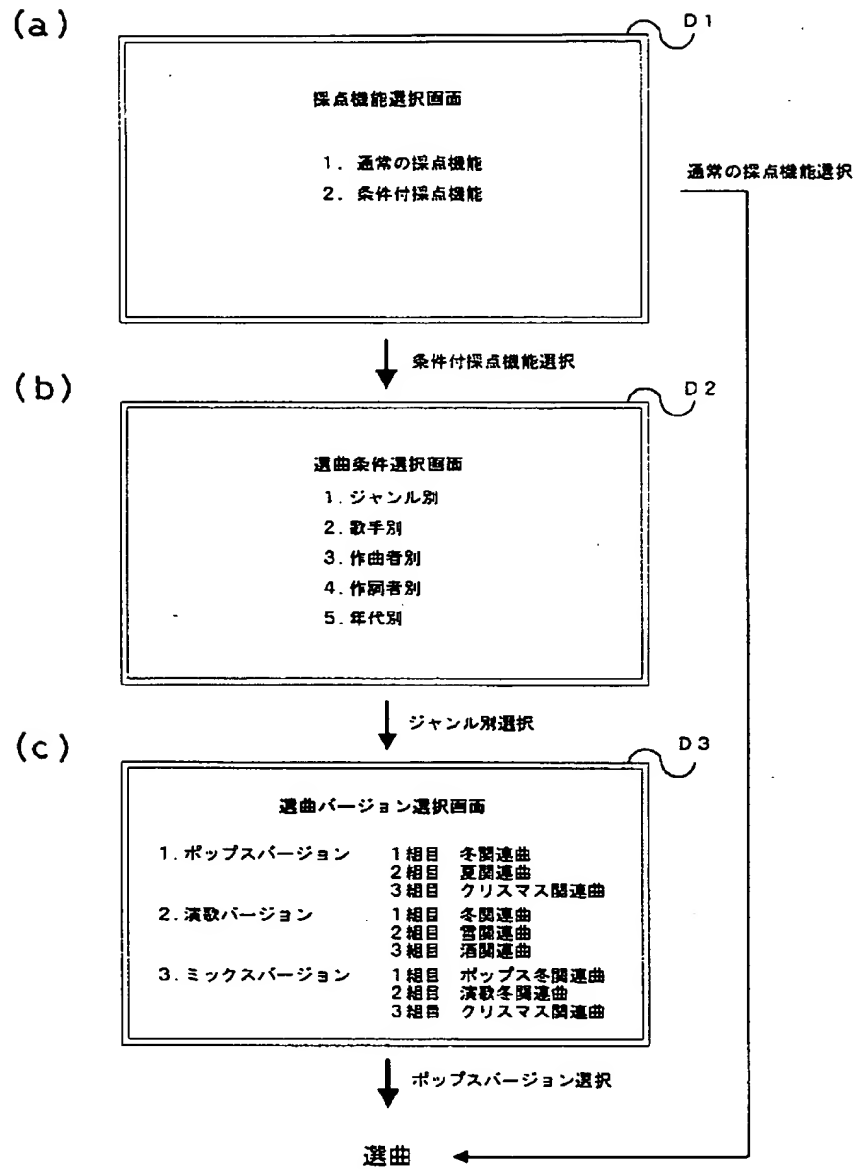 (a)
D1
採点機能選択画面
1. 通常の採点機能
2. 条件付採点機能
通常の採点機能選択
条件付採点機能選択
(b)
D2
選曲条件選択画面
1. ジャンル別
2. 歌手別
3. 作曲者別
4. 作詞者別
5. 年代別
ジャンル別選択
(c)
D3
選曲バージョン選択画面
1. ポップスバージョン 1組目 冬関連曲
2組目 夏関連曲
3組目 クリスマス関連曲
2. 演歌バージョン 1組目 冬関連曲
2組目 雪関連曲
3組目 酒関連曲
3. ミックスバージョン 1組目 ポップス冬関連曲
2組目 演歌冬関連曲
3組目 クリスマス関連曲
ポップスバージョン選択
選曲